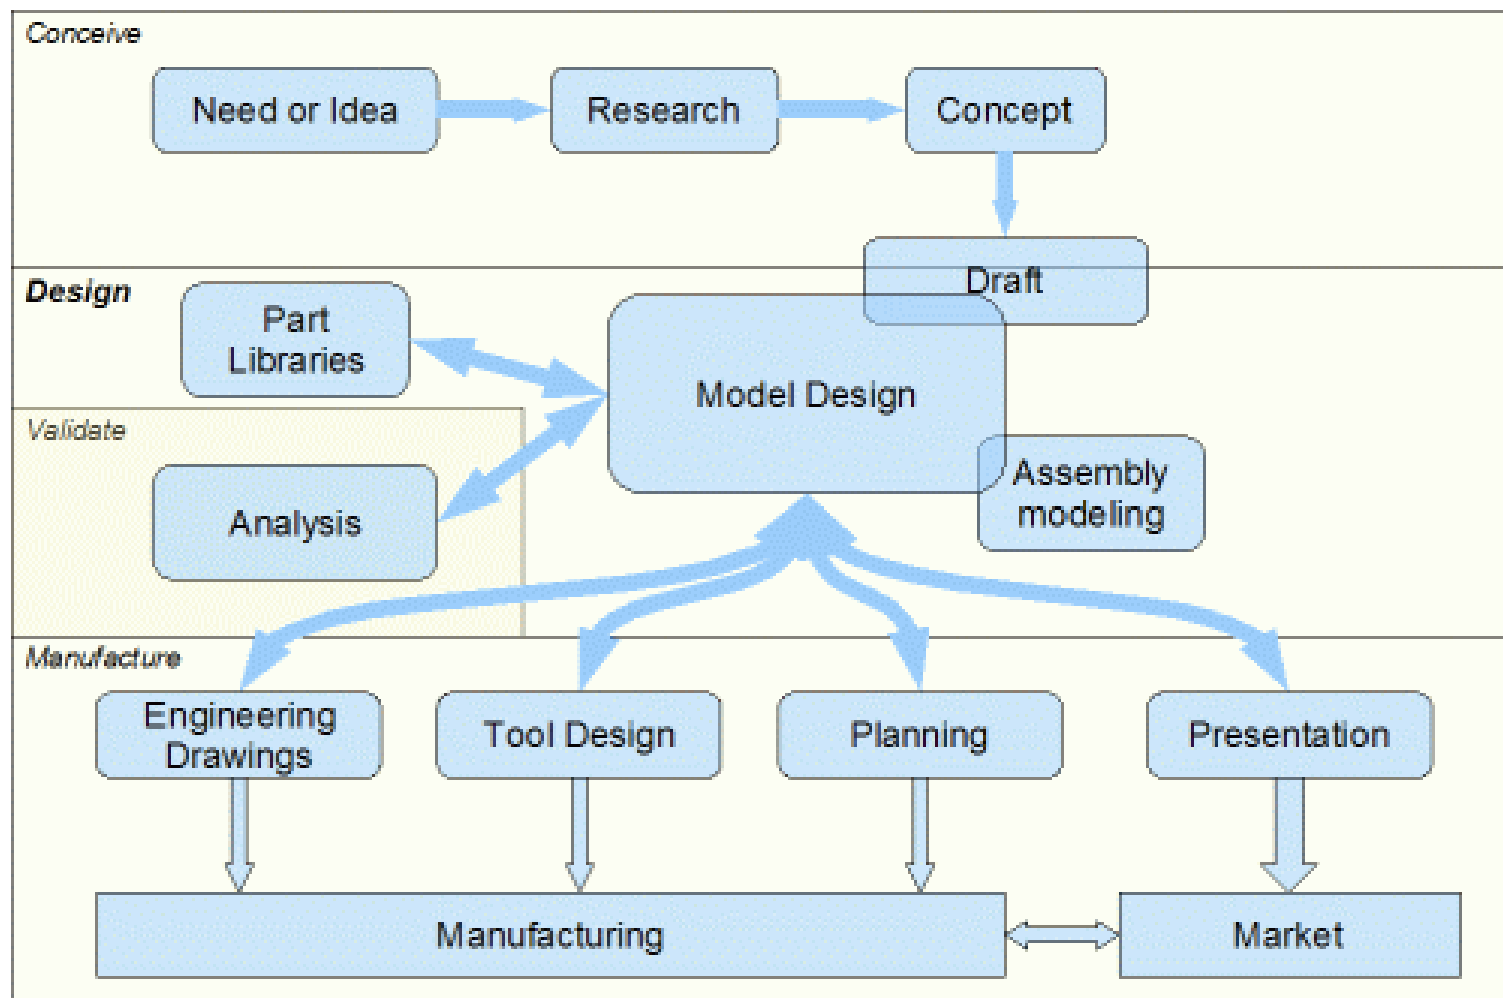 Conceive
Need or Idea
Research
Concept
Draft
Design
Part
Libraries
Model Design
Validate
Analysis
Assembly
modeling
Manufacture
Engineering
Drawings
Tool Design
Planning
Presentation
Manufacturing
Market